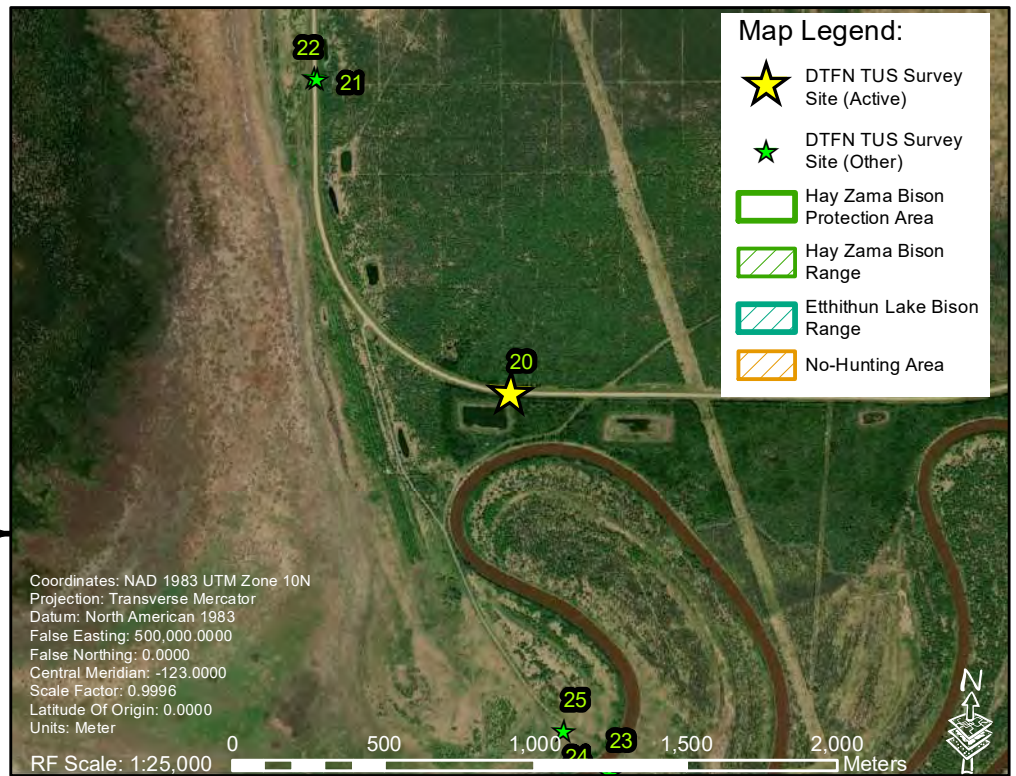 Map Legend:
DTFN TUS Survey
Site (Active)
DTFN TUS Survey
Site (Other)
Hay Zama Bison
Protection Area
Hay Zama Bison
Range
Etthithun Lake Bison
Range
No-Hunting Area
22
21
20
25
23
24
Coordinates: NAD 1983 UTM Zone 10N
Projection: Transverse Mercator
Datum: North American 1983
False Easting: 500,000.0000
False Northing: 0.0000
Central Meridian: -123.0000
Scale Factor: 0.9996
Latitude Of Origin: 0.0000
Units: Meter
RF Scale: 1:25,000
0 500 1,000 1,500 2,000
Meters
N